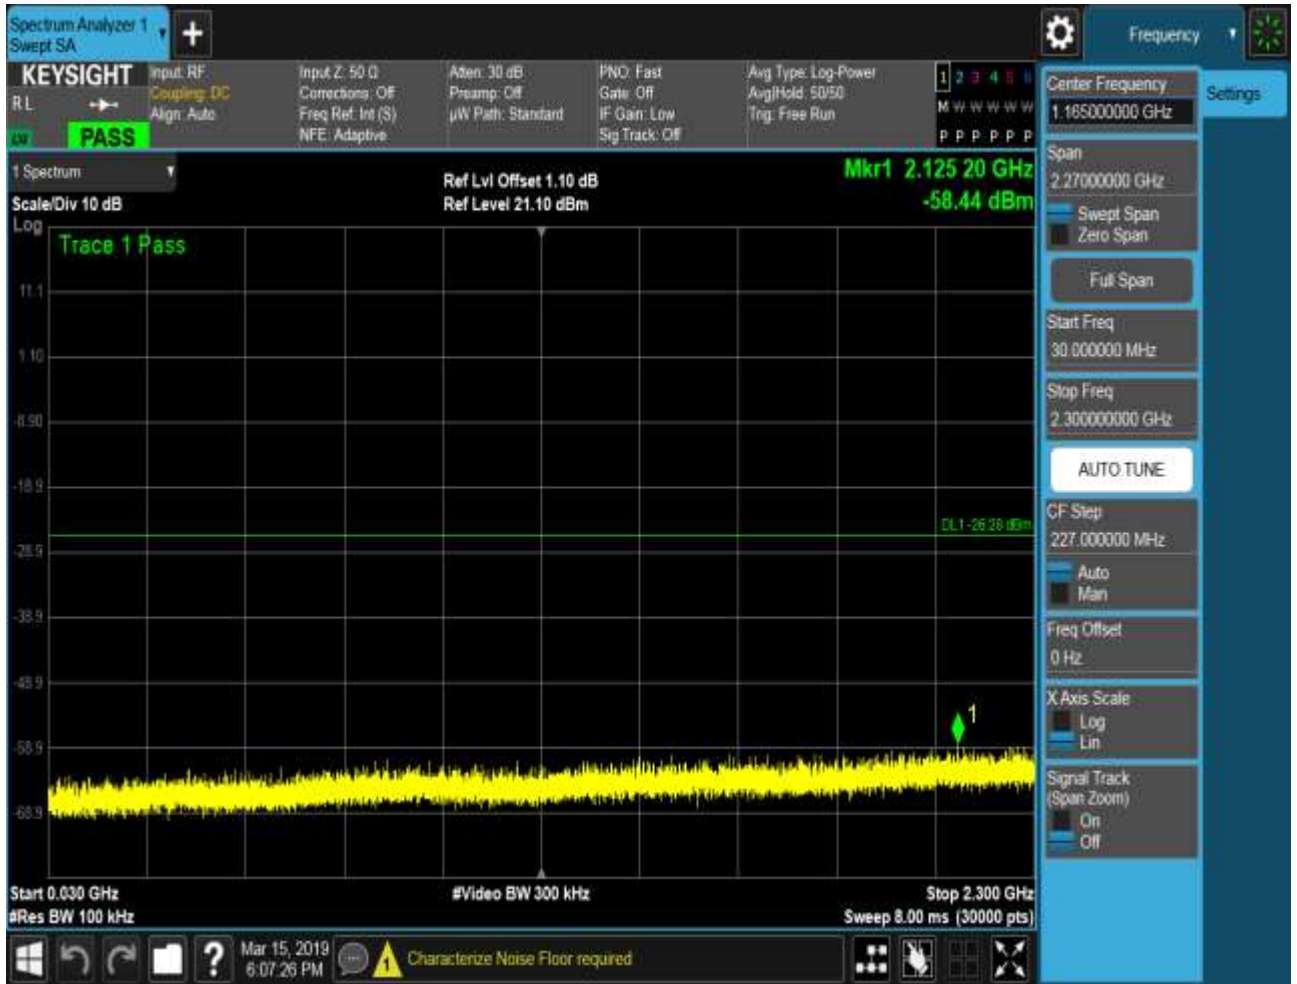 Spectrum Analyzer 1
Swept SA
+
Frequency
KEYSIGHT
RL
PASS
Input: RF
Coupling: DC
Align: Auto
Input Z: 50 Ω
Corrections: Off
Freq Ref: Int (S)
NFE: Adaptive
Atten: 30 dB
Preamp: Off
µW Path: Standard
PNO: Fast
Gate: Off
IF Gain: Low
Sig Track: Off
Avg Type: Log-Power
Avg|Hold: 50/50
Trig: Free Run
1 2 3 4 5 6
M W W W W W
P P P P P P
1 Spectrum
Scale/Div 10 dB
Log
Ref Lvl Offset 1.10 dB
Ref Level 21.10 dBm
Mkr1 2.125 20 GHz
-58.44 dBm
Trace 1 Pass
11.1
1.10
-8.90
-18.9
DL1 -26.28 dBm
-28.9
-38.9
-48.9
1
-58.9
-68.9
Start 0.030 GHz
#Res BW 100 kHz
#Video BW 300 kHz
Stop 2.300 GHz
Sweep 8.00 ms (30000 pts)
Center Frequency
1.165000000 GHz
Settings
Span
2.27000000 GHz
Swept Span
Zero Span
Full Span
Start Freq
30.000000 MHz
Stop Freq
2.300000000 GHz
AUTO TUNE
CF Step
227.000000 MHz
Auto
Man
Freq Offset
0 Hz
X Axis Scale
Log
Lin
Signal Track
(Span Zoom)
On
Off
?
Mar 15, 2019
6:07:26 PM
1
Characterize Noise Floor required